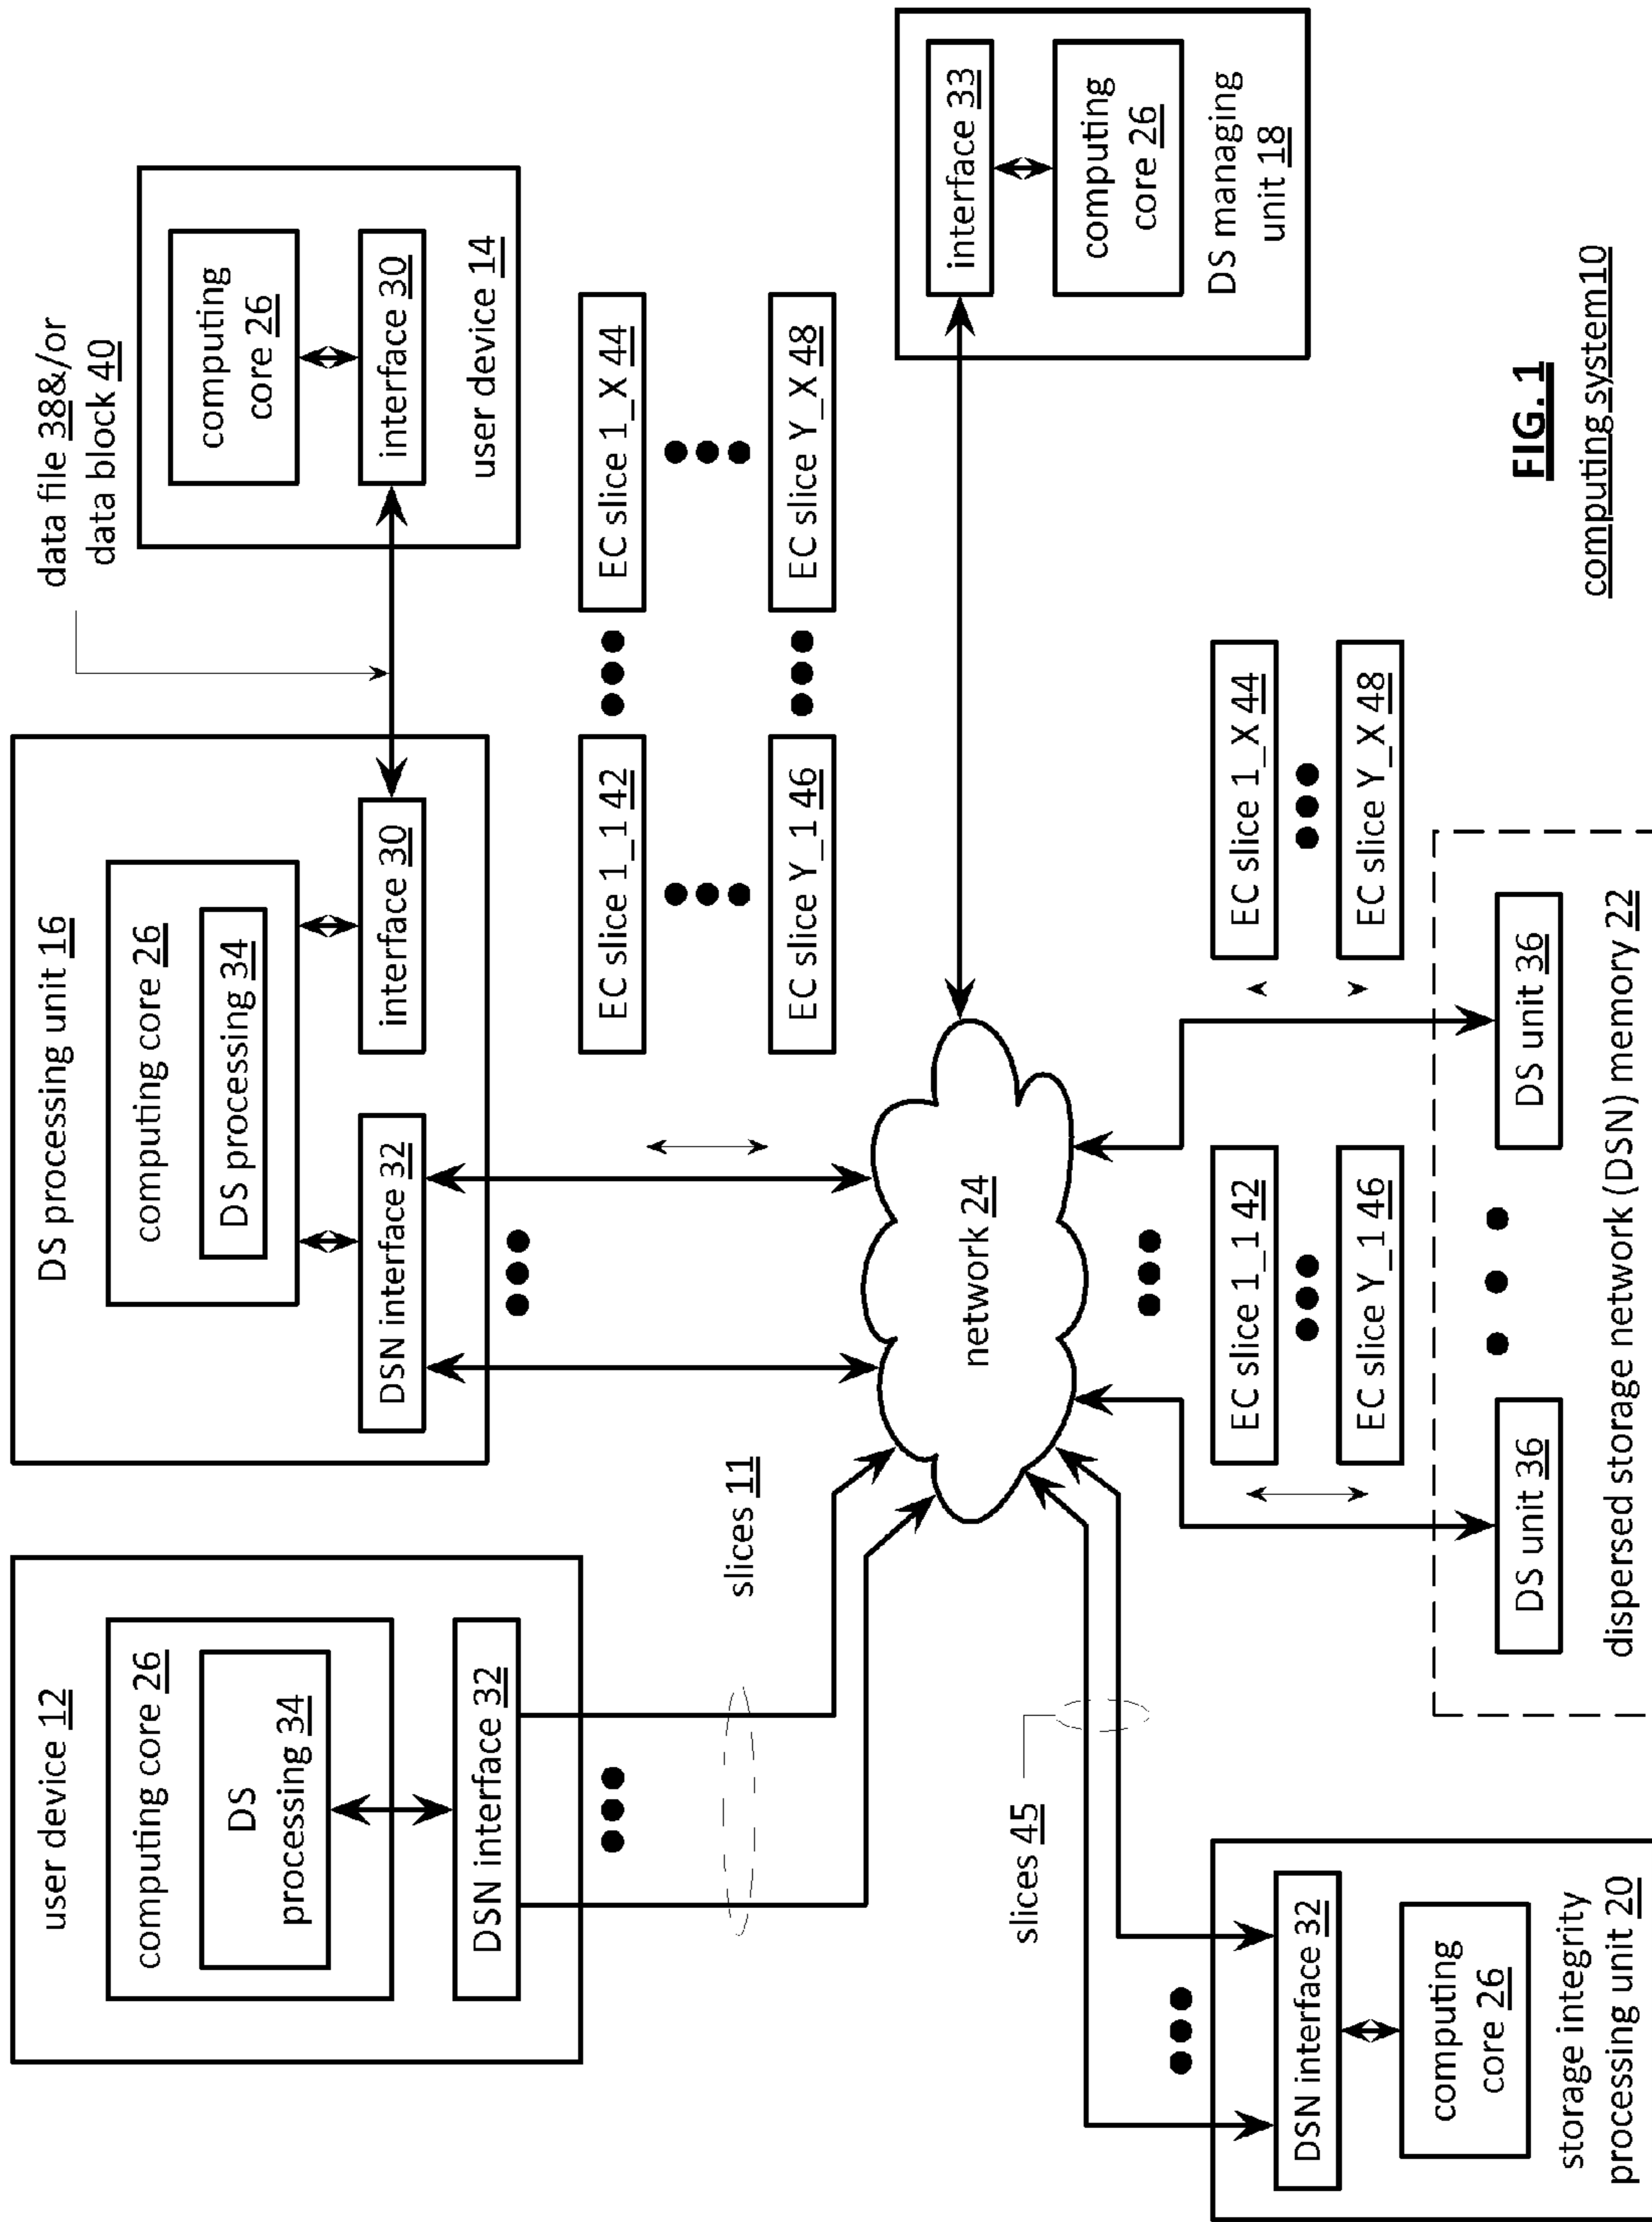 user device 12
computing core 26
DS
processing 34
DSN interface 32
slices 11
DS processing unit 16
computing core 26
DS processing 34
DSN interface 32
interface 30
data file 38&/or
data block 40
computing
core 26
interface 30
user device 14
EC slice 1_1 42
EC slice 1_X 44
EC slice Y_1 46
EC slice Y_X 48
network 24
interface 33
computing
core 26
DS managing
unit 18
slices 45
DSN interface 32
computing
core 26
storage integrity
processing unit 20
EC slice 1_1 42
EC slice 1_X 44
EC slice Y_1 46
EC slice Y_X 48
DS unit 36
DS unit 36
dispersed storage network (DSN) memory 22
FIG. 1
computing system10